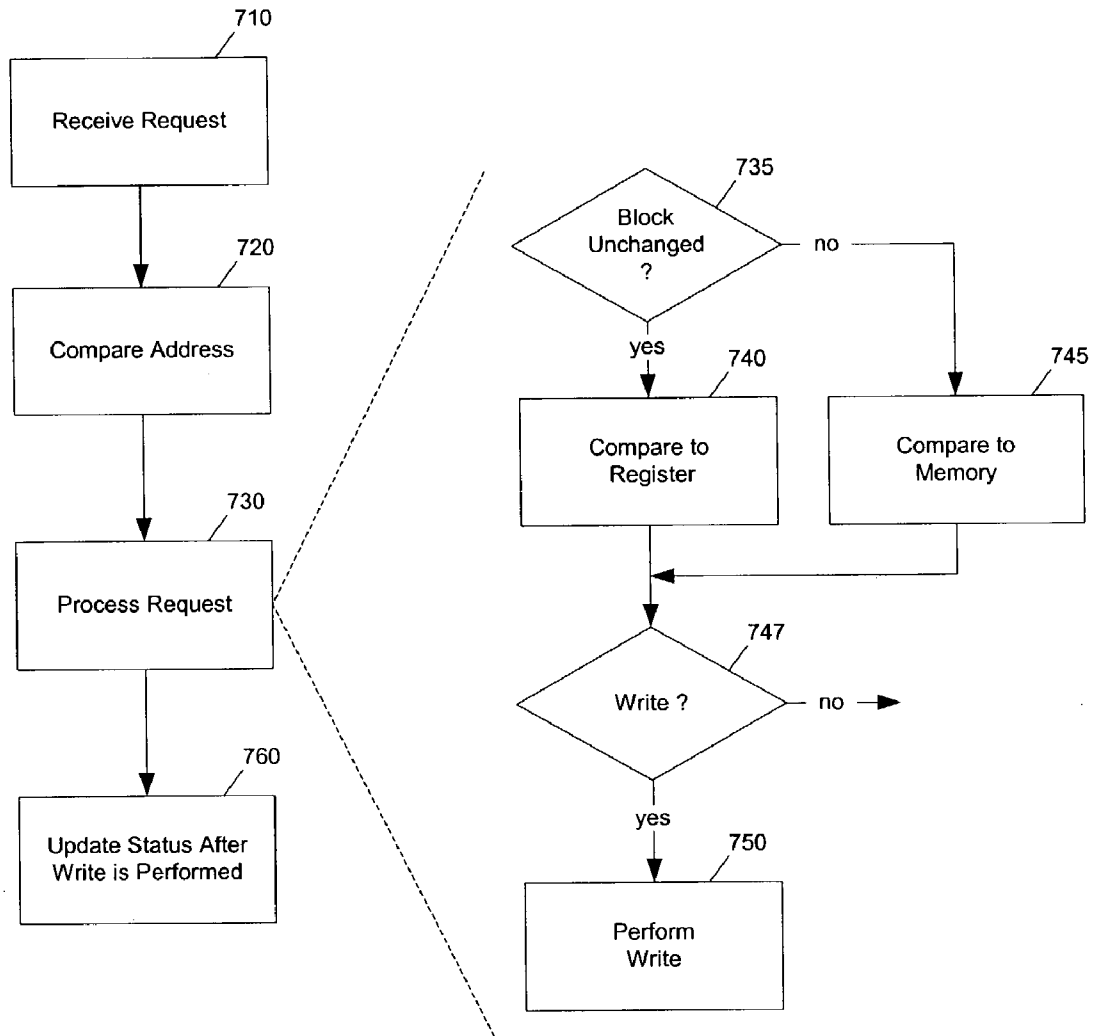 710
Receive Request
720
Compare Address
730
Process Request
760
Update Status After
Write is Performed
735
Block
Unchanged
?
no
yes
740
Compare to
Register
745
Compare to
Memory
747
Write ?
no
yes
750
Perform
Write